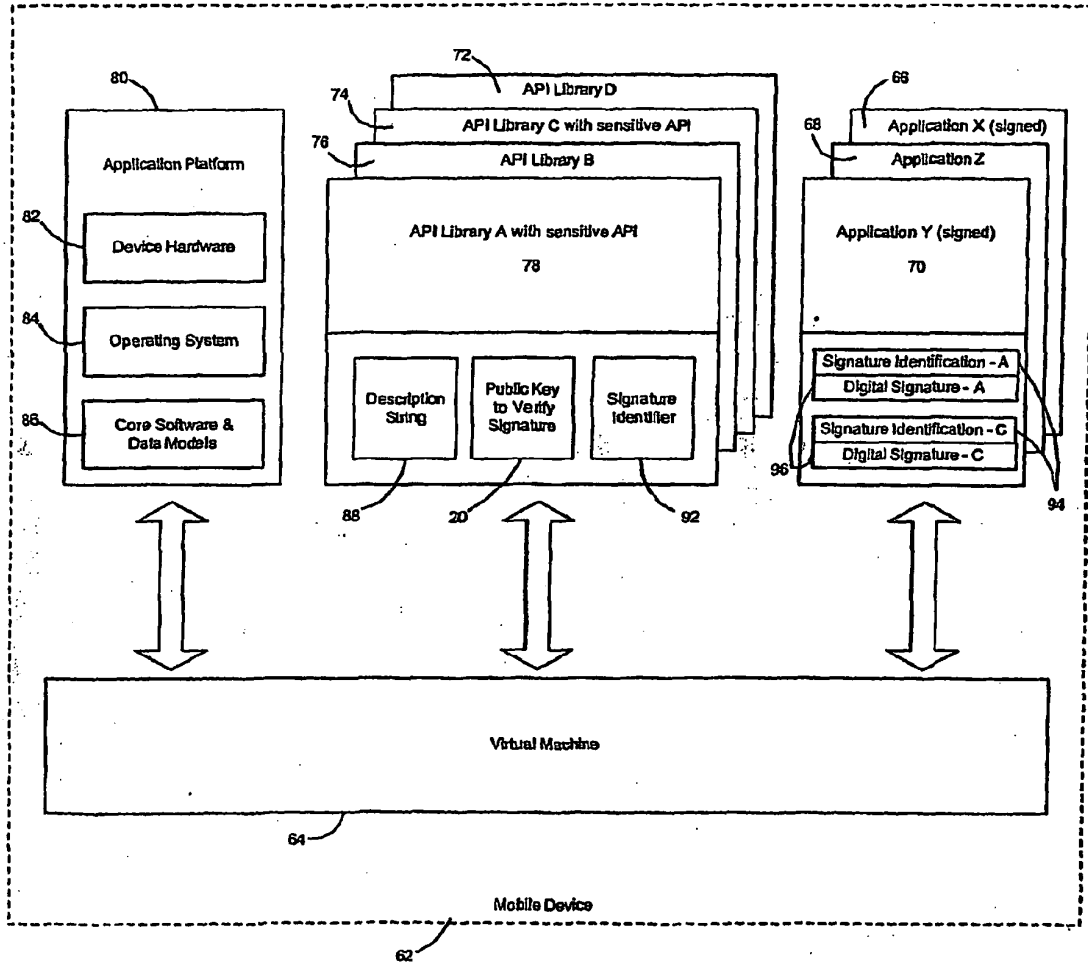 80
Application Platform
82
Device Hardware
84
Operating System
86
Core Software &
Data Models
72
API Library D
74
API Library C with sensitive API
76
API Library B
API Library A with sensitive API
78
Description
String
Public Key
to Verify
Signature
Signature
Identifier
88
20
92
66
Application X (signed)
68
Application Z
Application Y (signed)
70
Signature Identification - A
Digital Signature - A
Signature Identification - C
Digital Signature - C
96
94
Virtual Machine
64
Mobile Device
62